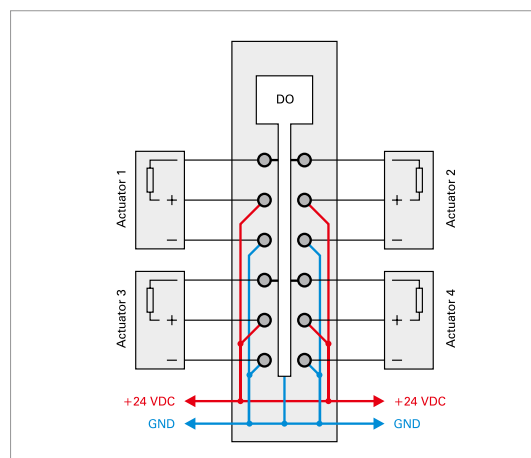 DO
Actuator 1
+
−
Actuator 2
+
−
Actuator 3
+
−
Actuator 4
+
−
+24 VDC
+24 VDC
GND
GND